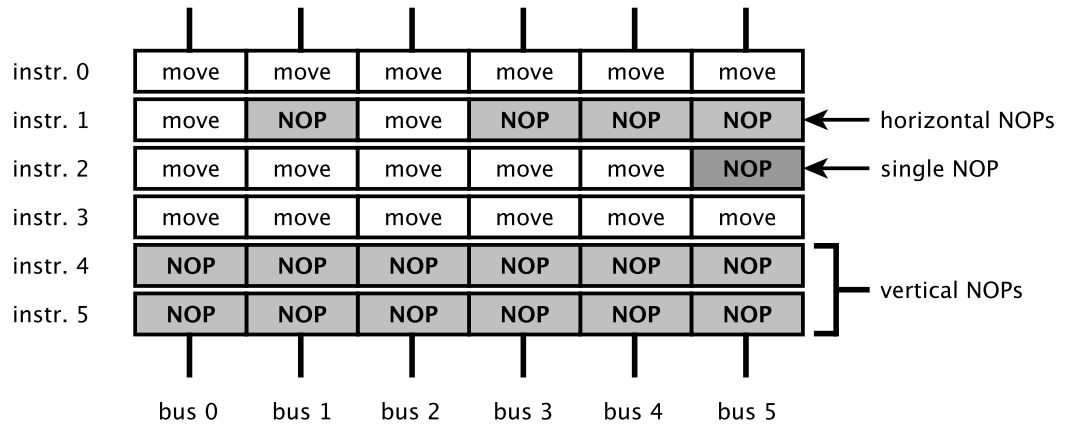 instr. 0 move move move move move move
instr. 1 move NOP move NOP NOP NOP horizontal NOPs
instr. 2 move move move move move NOP single NOP
instr. 3 move move move move move move
instr. 4 NOP NOP NOP NOP NOP NOP
vertical NOPs
instr. 5 NOP NOP NOP NOP NOP NOP
bus 0 bus 1 bus 2 bus 3 bus 4 bus 5